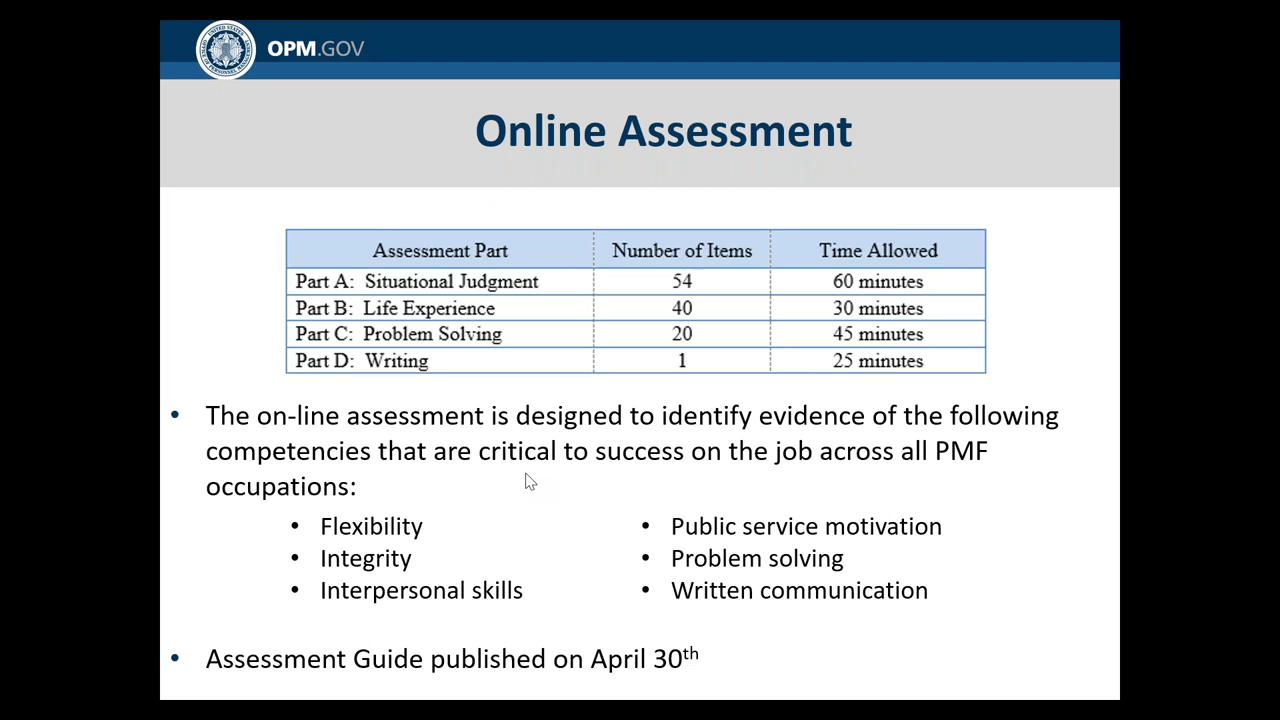 OPM.GOV
Online Assessment
Assessment Part Number of Items Time Allowed
Part A: Situational Judgment 54 60 minutes
Part B: Life Experience 40 30 minutes
Part C: Problem Solving 20 45 minutes
Part D: Writing 1 25 minutes
• The on-line assessment is designed to identify evidence of the following
competencies that are critical to success on the job across all PMF
occupations:
• Flexibility
• Integrity
• Interpersonal skills
• Public service motivation
• Problem solving
• Written communication
• Assessment Guide published on April 30th